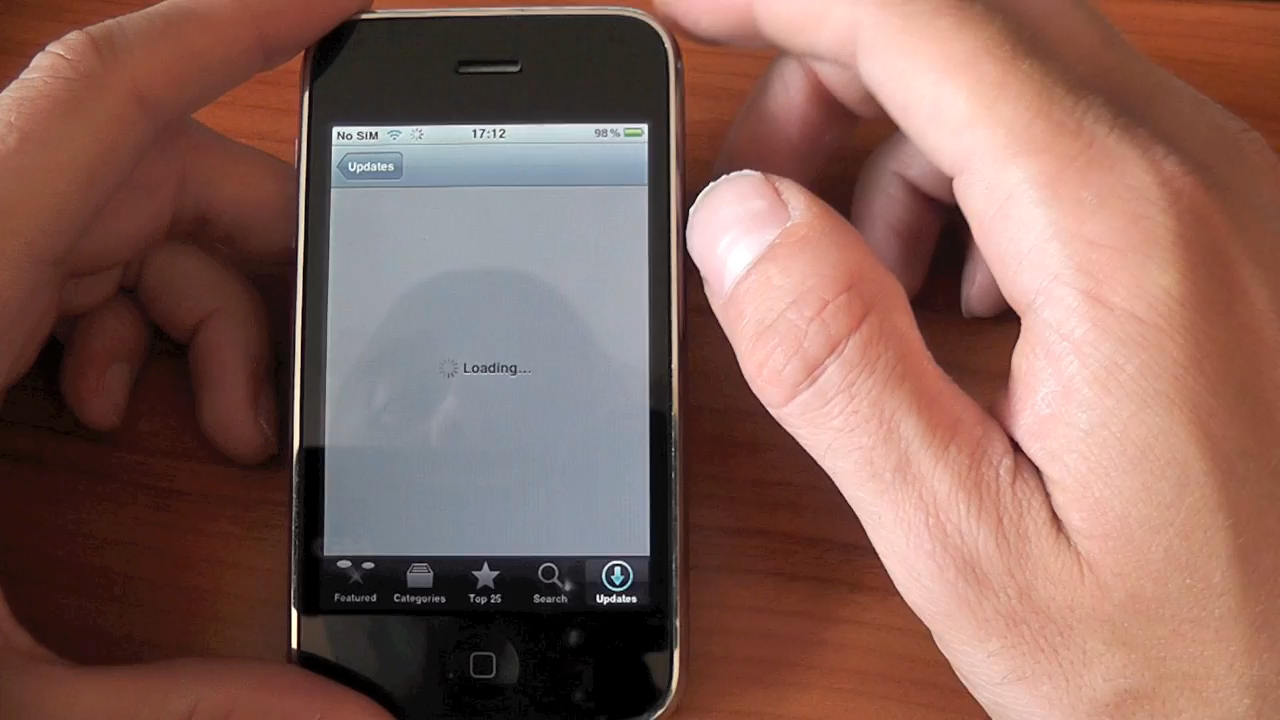 No SIM 17:12 98%
Updates
Loading...
Featured Categories Top 25 Search Updates